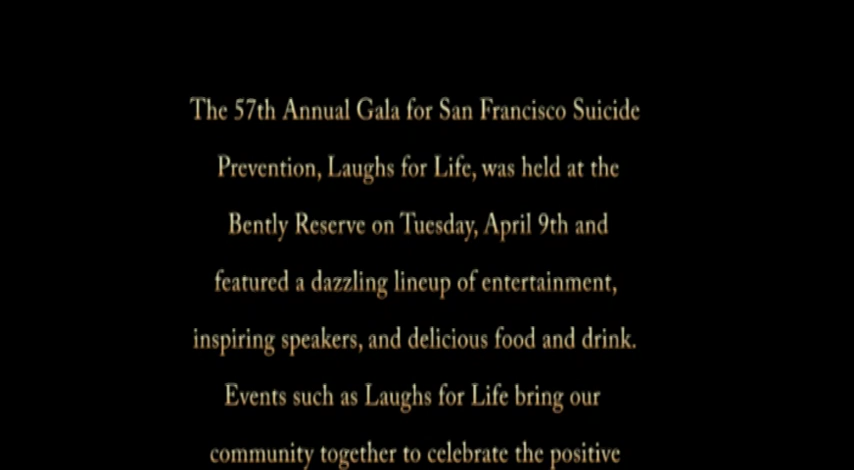 The 57th Annual Gala for San Francisco Suicide
Prevention, Laughs for Life, was held at the
Bently Reserve on Tuesday, April 9th and
featured a dazzling lineup of entertainment,
inspiring speakers, and delicious food and drink.
Events such as Laughs for Life bring our
community together to celebrate the positive